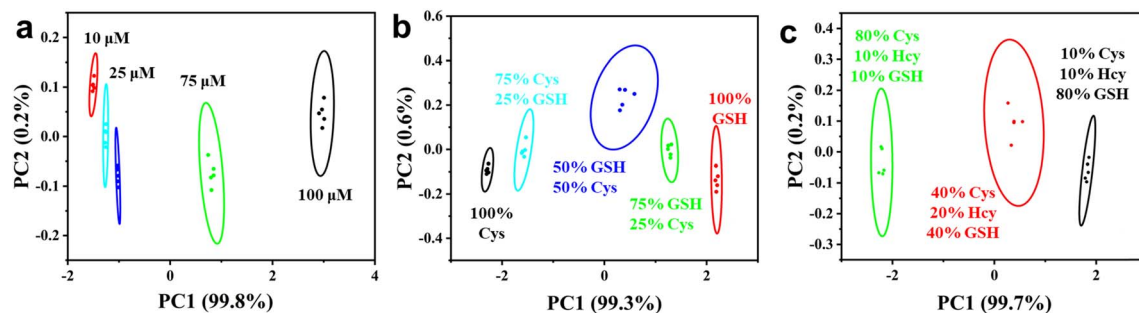 a
10 µM
25 µM
75 µM
100 µM
0.2
0.1
0.0
-0.1
-0.2
PC2 (0.2%)
-2
0
2
4
PC1 (99.8%)
b
75% Cys
25% GSH
100%
GSH
50% GSH
50% Cys
75% GSH
25% Cys
100%
Cys
0.6
0.4
0.2
0.0
-0.2
-0.4
PC2 (0.6%)
-2
0
2
PC1 (99.3%)
c
80% Cys
10% Hcy
10% GSH
10% Cys
10% Hcy
80% GSH
40% Cys
20% Hcy
40% GSH
0.4
0.3
0.2
0.1
0.0
-0.1
-0.2
-0.3
PC2 (0.2%)
-2
0
2
PC1 (99.7%)